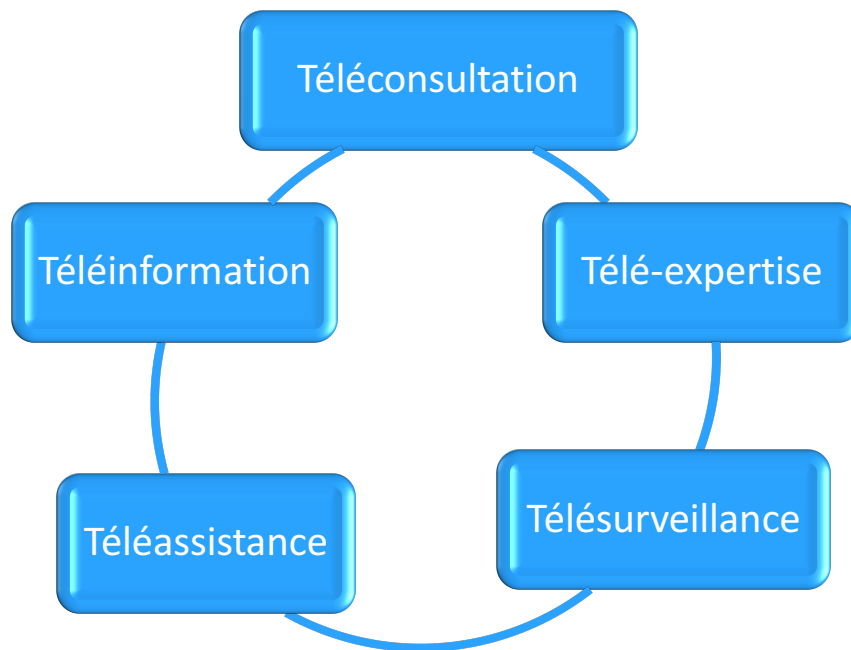 Téléconsultation
Téléinformation
Télé-expertise
Téléassistance
Télésurveillance